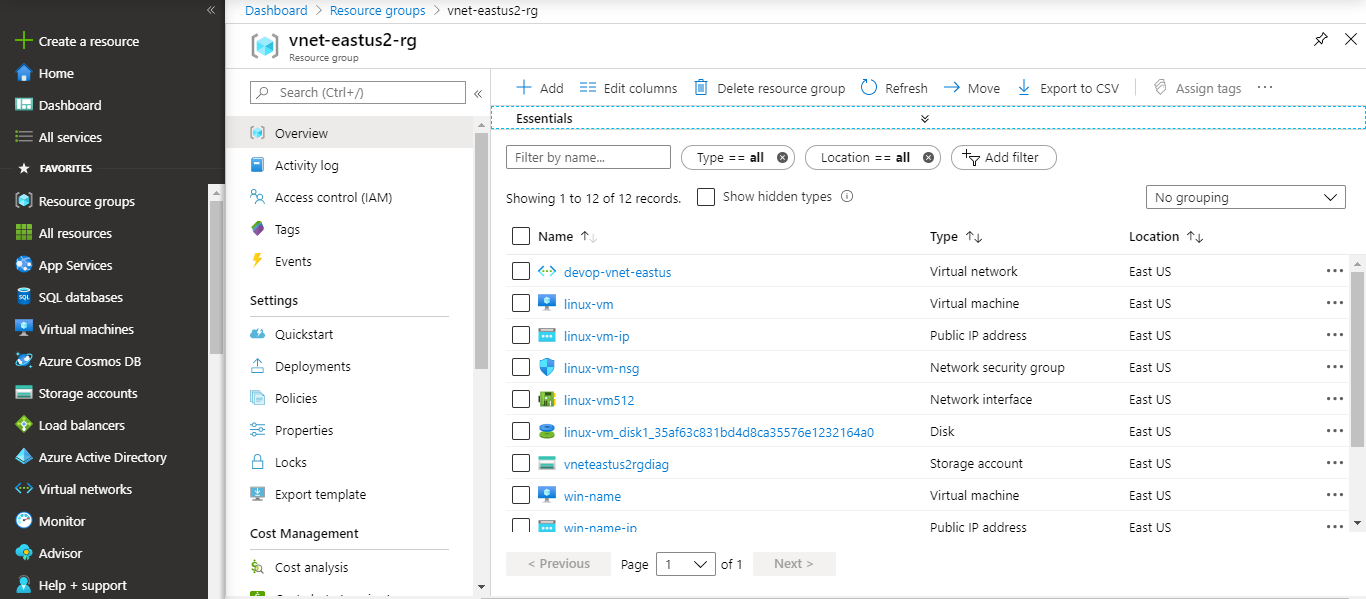 «
Dashboard > Resource groups > vnet-eastus2-rg
Create a resource
Home
Dashboard
All services
FAVORITES
Resource groups
All resources
App Services
SQL databases
Virtual machines
Azure Cosmos DB
Storage accounts
Load balancers
Azure Active Directory
Virtual networks
Monitor
Advisor
Help + support
vnet-eastus2-rg
Resource group
Search (Ctrl+/)
«
Overview
Activity log
Access control (IAM)
Tags
Events
Settings
Quickstart
Deployments
Policies
Properties
Locks
Export template
Cost Management
Cost analysis
Add Edit columns Delete resource group Refresh Move Export to CSV Assign tags ···
Essentials
Filter by name... Type == all Location == all Add filter
Showing 1 to 12 of 12 records. Show hidden types No grouping
Name Type Location
devop-vnet-eastus Virtual network East US ···
linux-vm Virtual machine East US ···
linux-vm-ip Public IP address East US ···
linux-vm-nsg Network security group East US ···
linux-vm512 Network interface East US ···
linux-vm_disk1_35af63c831bd4d8ca35576e1232164a0 Disk East US ···
vneteastus2rgdiag Storage account East US ···
win-name Virtual machine East US ···
win-name-ip Public IP address East US ···
< Previous Page 1 of 1 Next >